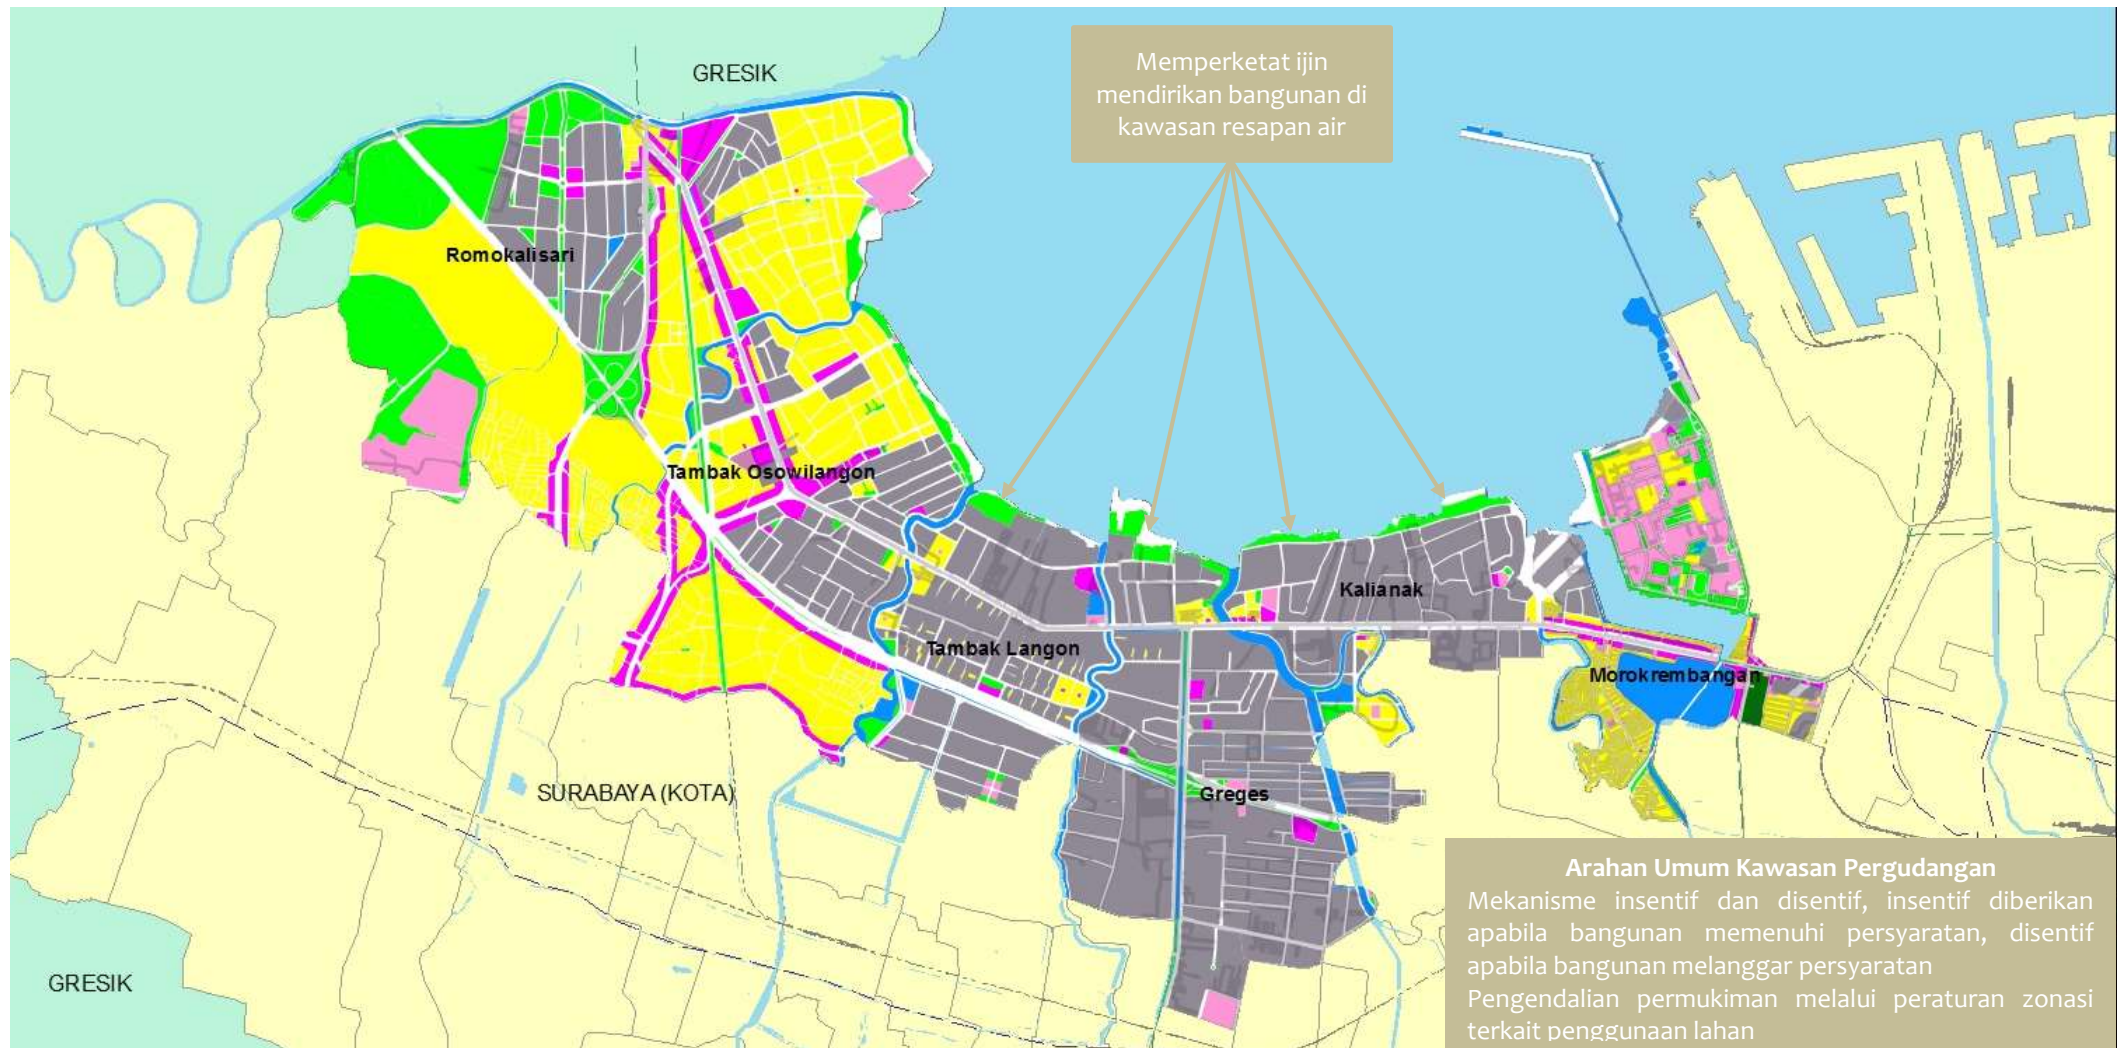 GRESIK
Memperketat ijin
mendirikan bangunan di
kawasan resapan air
Romokalisari
Tambak Osowilangon
Kalianak
Tambak Langon
Morokrembangan
SURABAYA (KOTA)
Greges
GRESIK
Arahan Umum Kawasan Pergudangan
Mekanisme insentif dan disentif, insentif diberikan
apabila bangunan memenuhi persyaratan, disentif
apabila bangunan melanggar persyaratan
Pengendalian permukiman melalui peraturan zonasi
terkait penggunaan lahan